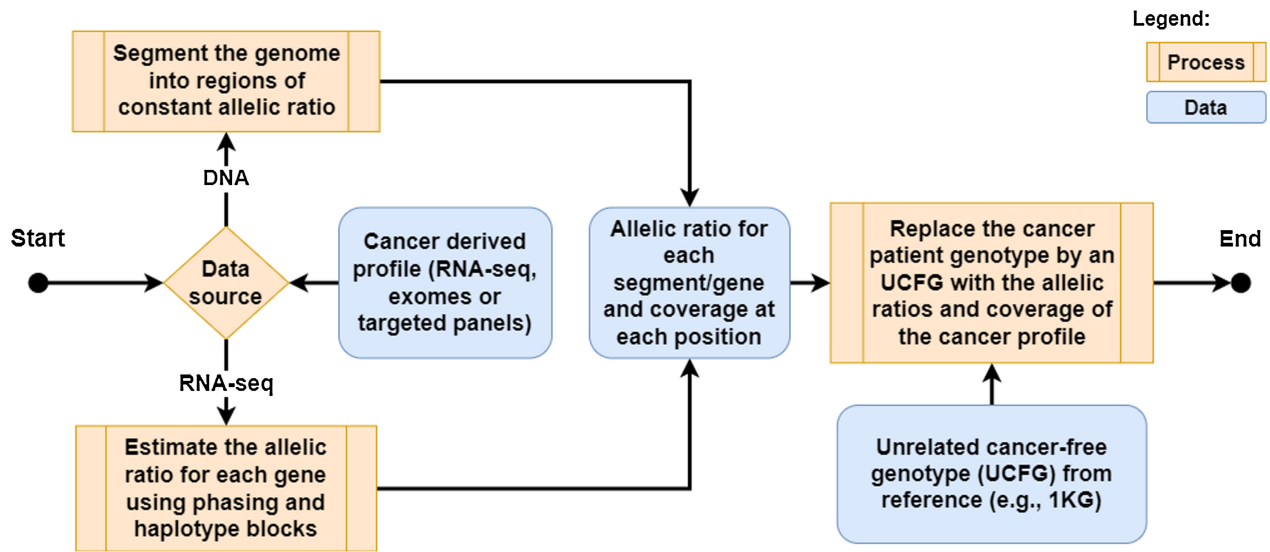 Legend:
Process
Data
Segment the genome
into regions of
constant allelic ratio
DNA
Start
Data
source
Cancer derived
profile (RNA-seq,
exomes or
targeted panels)
Allelic ratio for
each
segment/gene
and coverage at
each position
Replace the cancer
patient genotype by an
UCFG with the allelic
ratios and coverage of
the cancer profile
End
RNA-seq
Estimate the allelic
ratio for each gene
using phasing and
haplotype blocks
Unrelated cancer-free
genotype (UCFG) from
reference (e.g., 1KG)